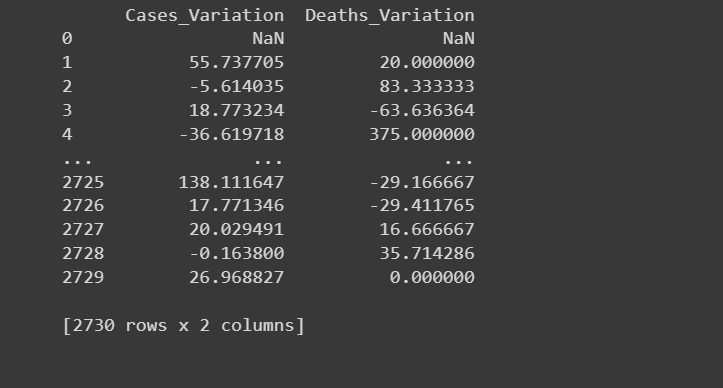 Cases_Variation Deaths_Variation
0 NaN NaN
1 55.737705 20.000000
2 -5.614035 83.333333
3 18.773234 -63.636364
4 -36.619718 375.000000
... ... ...
2725 138.111647 -29.166667
2726 17.771346 -29.411765
2727 20.029491 16.666667
2728 -0.163800 35.714286
2729 26.968827 0.000000
[2730 rows x 2 columns]